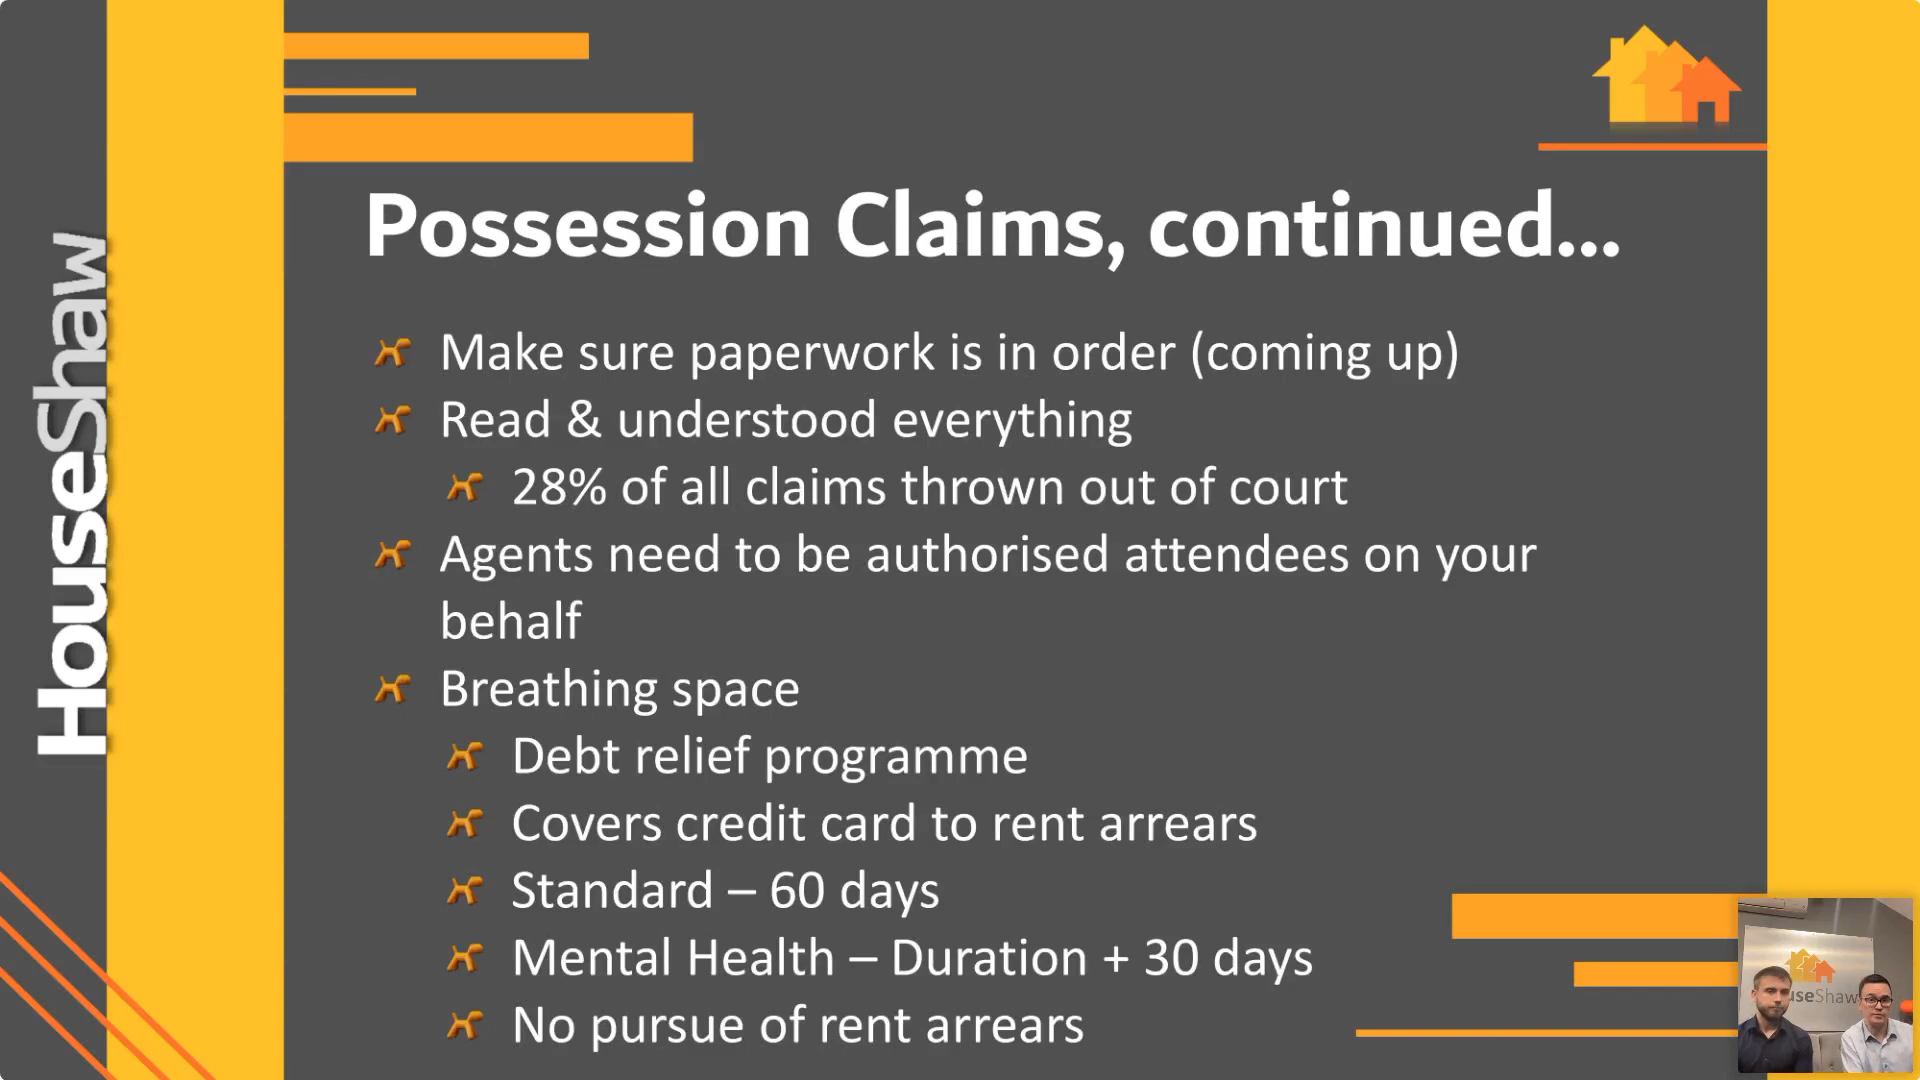 HouseShaw
Possession Claims, continued...
Make sure paperwork is in order (coming up)
Read & understood everything
28% of all claims thrown out of court
Agents need to be authorised attendees on your
behalf
Breathing space
Debt relief programme
Covers credit card to rent arrears
Standard – 60 days
Mental Health – Duration + 30 days
No pursue of rent arrears
useShaw